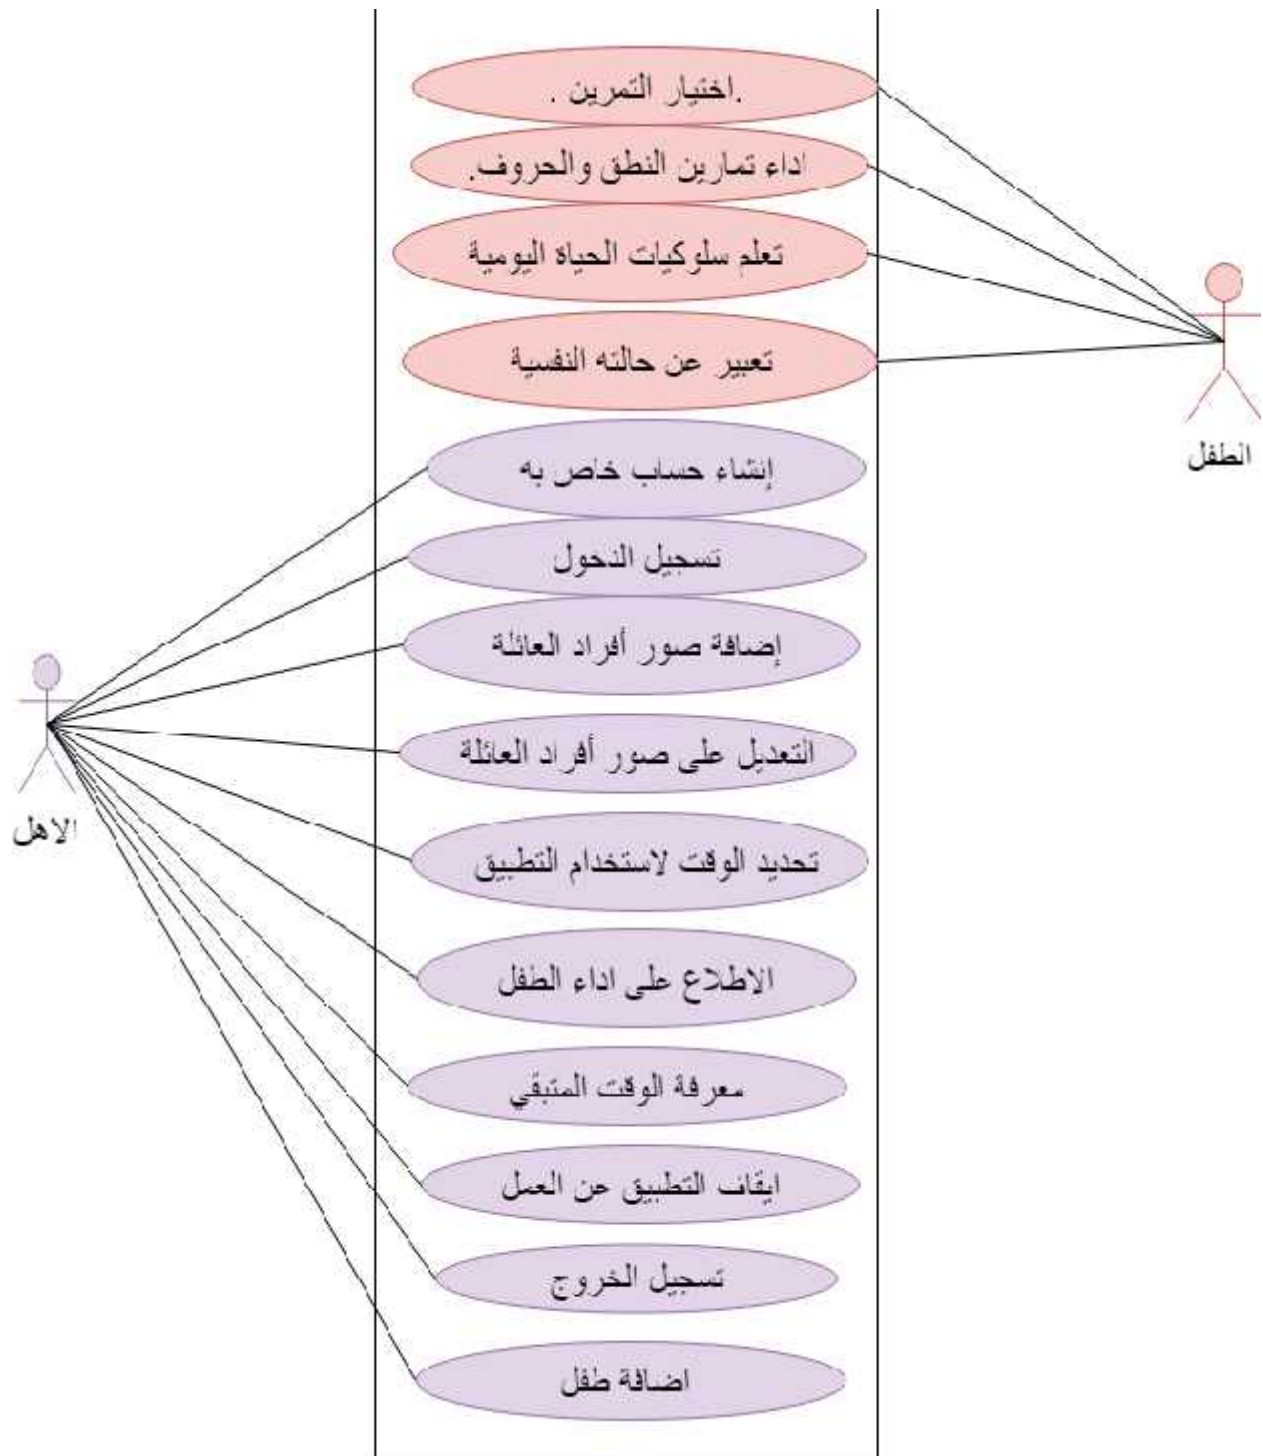 .اختيار التمرين .
اداء تمارين النطق والحروف.
تعلم سلوكيات الحياة اليومية
تعبير عن حالته النفسية
الطفل
إنشاء حساب خاص به
تسجيل الدخول
إضافة صور أفراد العائلة
التعديل على صور أفراد العائلة
الاهل
تحديد الوقت لاستخدام التطبيق
الاطلاع على اداء الطفل
معرفة الوقت المتبقي
ايقاف التطبيق عن العمل
تسجيل الخروج
اضافة طفل